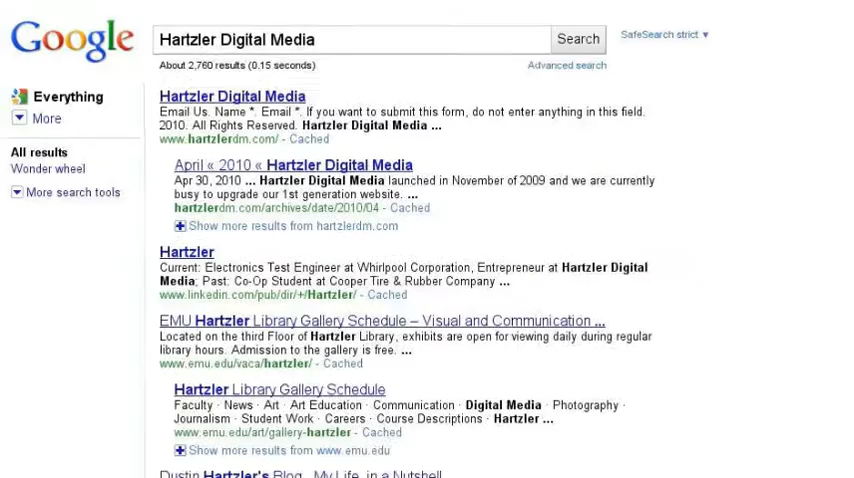 Google
Hartzler Digital Media
Search
SafeSearch strict ▼
About 2,760 results (0.15 seconds)
Advanced search
Everything
More
All results
Wonder wheel
More search tools
Hartzler Digital Media
Email Us. Name *. Email *. If you want to submit this form, do not enter anything in this field.
2010. All Rights Reserved. Hartzler Digital Media ...
www.hartzlerdm.com/ - Cached
April « 2010 « Hartzler Digital Media
Apr 30, 2010 ... Hartzler Digital Media launched in November of 2009 and we are currently
busy to upgrade our 1st generation website. ...
hartzlerdm.com/archives/date/2010/04 - Cached
Show more results from hartzlerdm.com
Hartzler
Current: Electronics Test Engineer at Whirlpool Corporation, Entrepreneur at Hartzler Digital
Media; Past: Co-Op Student at Cooper Tire & Rubber Company ...
www.linkedin.com/pub/dir/+/Hartzler/ - Cached
EMU Hartzler Library Gallery Schedule – Visual and Communication ...
Located on the third Floor of Hartzler Library, exhibits are open for viewing daily during regular
library hours. Admission to the gallery is free. ...
www.emu.edu/vaca/hartzler/ - Cached
Hartzler Library Gallery Schedule
Faculty · News · Art · Art Education · Communication · Digital Media · Photography ·
Journalism · Student Work · Careers · Course Descriptions · Hartzler ...
www.emu.edu/art/gallery-hartzler - Cached
Show more results from www.emu.edu
Dustin Hartzler's Blog - My Life, in a Nutshell